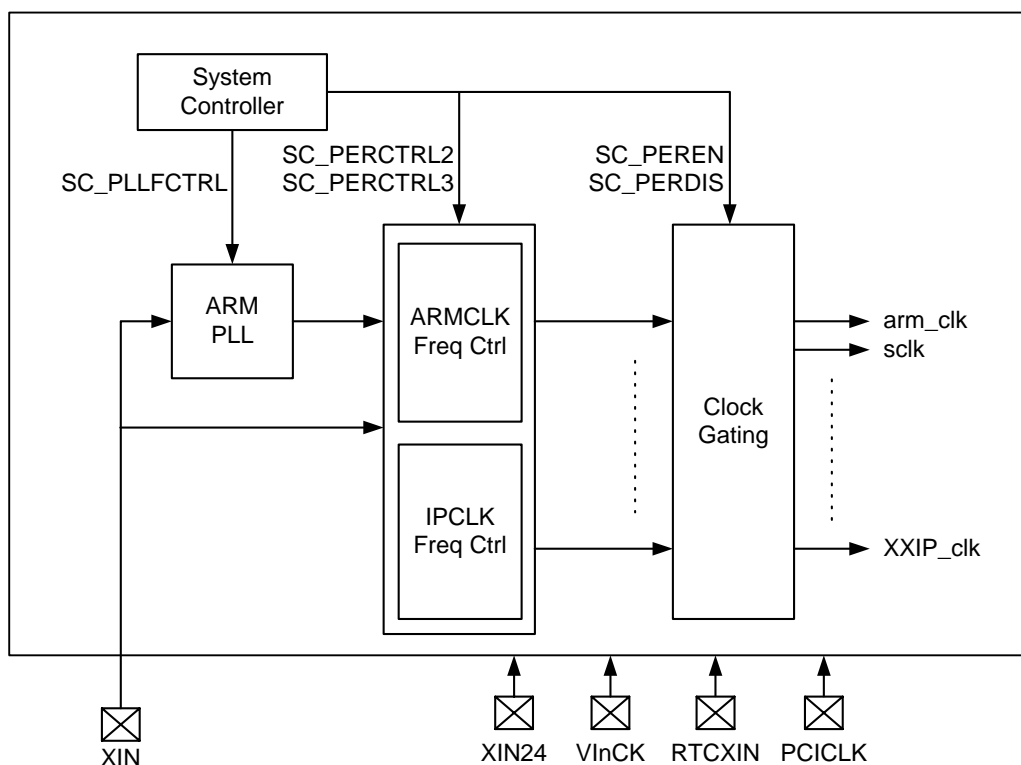 System
Controller
SC_PLLFCTRL
SC_PERCTRL2
SC_PERCTRL3
SC_PEREN
SC_PERDIS
ARM
PLL
ARMCLK
Freq Ctrl
IPCLK
Freq Ctrl
Clock
Gating
arm_clk
sclk
XXIP_clk
XIN
XIN24
VInCK
RTCXIN
PCICLK